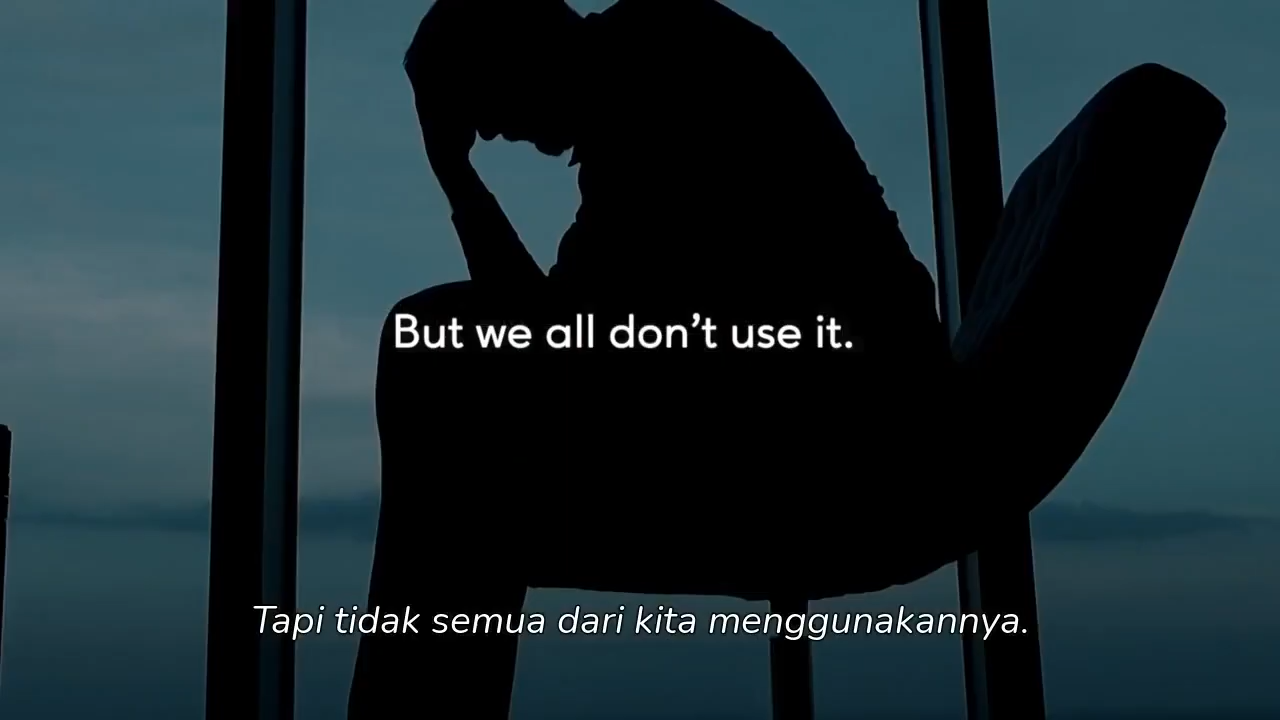 But we all don’t use it.
Tapi tidak semua dari kita menggunakannya.